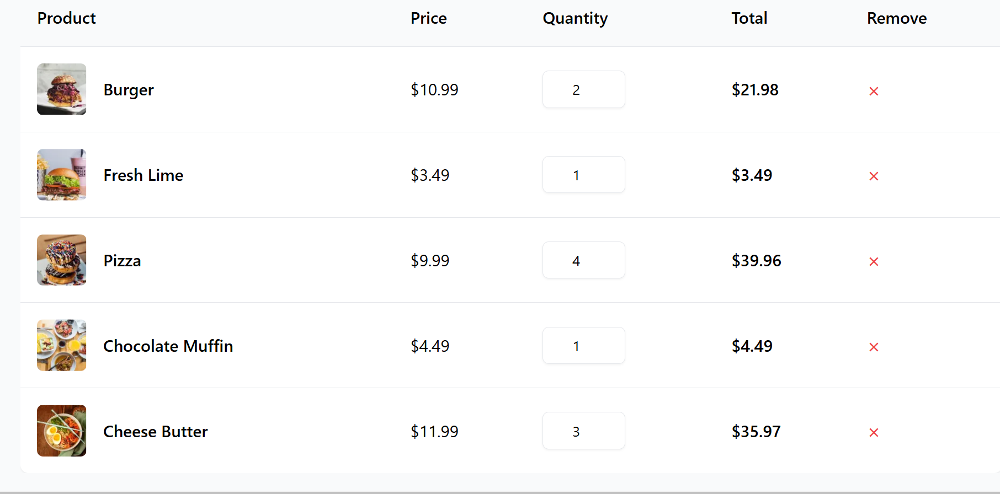 Product Price Quantity Total Remove
Burger $10.99 2 $21.98 ×
Fresh Lime $3.49 1 $3.49 ×
Pizza $9.99 4 $39.96 ×
Chocolate Muffin $4.49 1 $4.49 ×
Cheese Butter $11.99 3 $35.97 ×